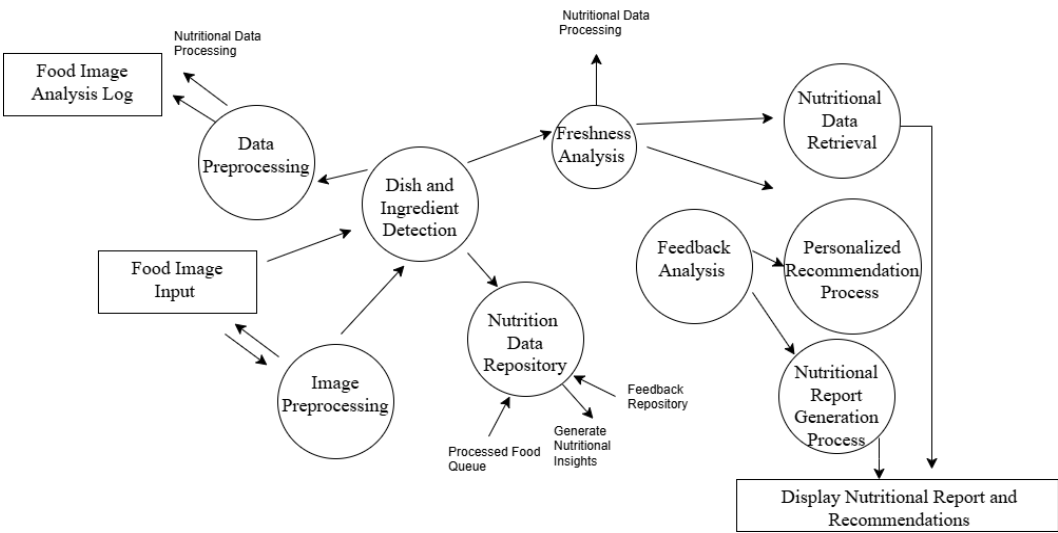 Nutritional Data
Processing
Food Image
Analysis Log
Data
Preprocessing
Nutritional Data
Processing
Freshness
Analysis
Nutritional
Data
Retrieval
Dish and
Ingredient
Detection
Food Image
Input
Feedback
Analysis
Personalized
Recommendation
Process
Nutrition
Data
Repository
Image
Preprocessing
Feedback
Repository
Nutritional
Report
Generation
Process
Processed Food
Queue
Generate
Nutritional
Insights
Display Nutritional Report and
Recommendations